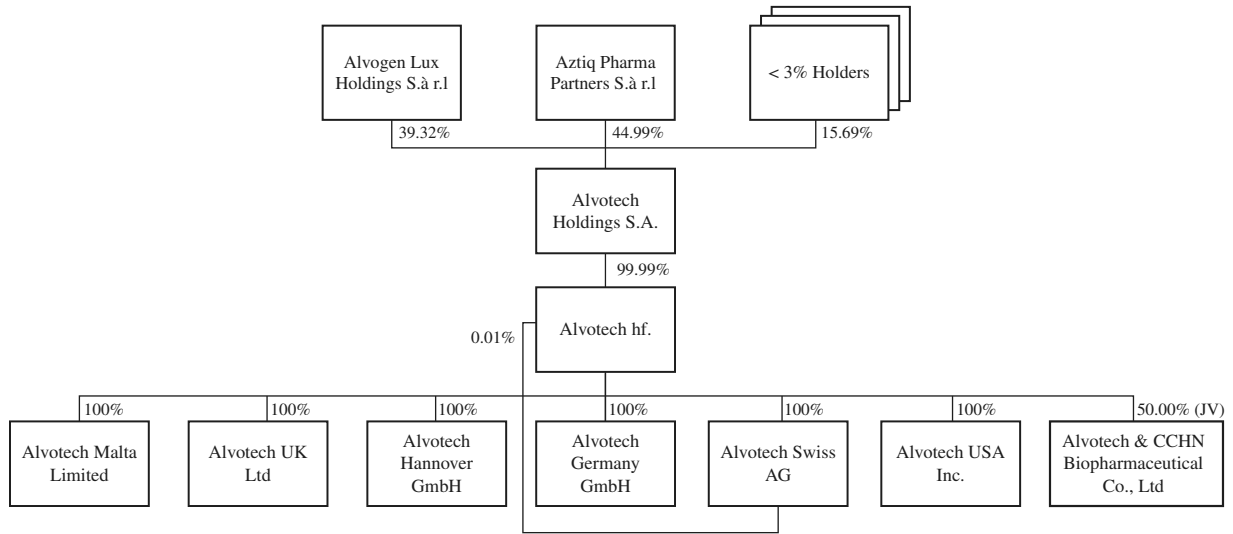 Alvogen Lux
Holdings S.à r.l
Aztiq Pharma
Partners S.à r.l
< 3% Holders
39.32%
44.99%
15.69%
Alvotech
Holdings S.A.
99.99%
Alvotech hf.
0.01%
100%
100%
100%
100%
100%
100%
50.00% (JV)
Alvotech Malta
Limited
Alvotech UK
Ltd
Alvotech
Hannover
GmbH
Alvotech
Germany
GmbH
Alvotech Swiss
AG
Alvotech USA
Inc.
Alvotech & CCHN
Biopharmaceutical
Co., Ltd